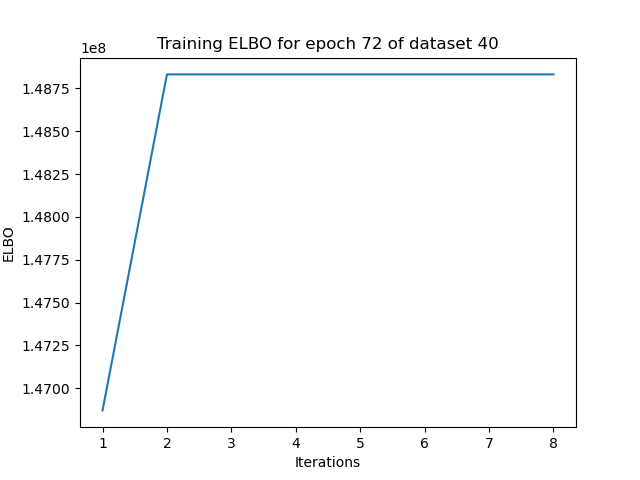 Training ELBO for epoch 72 of dataset 40
1e8
1.4875
1.4850
1.4825
1.4800
1.4775
1.4750
1.4725
1.4700
ELBO
1 2 3 4 5 6 7 8
Iterations